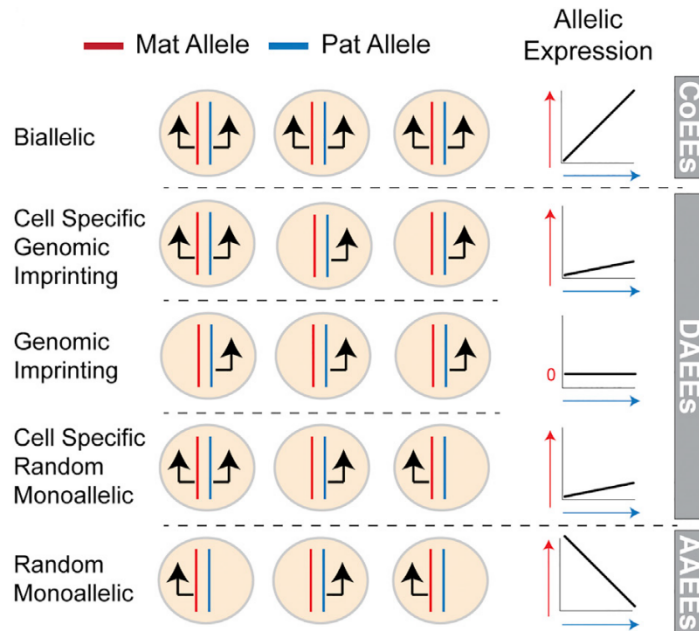 Mat Allele
Pat Allele
Allelic
Expression
Biallelic
CoEEs
Cell Specific
Genomic
Imprinting
Genomic
Imprinting
0
DAEEs
Cell Specific
Random
Monoallelic
Random
Monoallelic
AAEEs